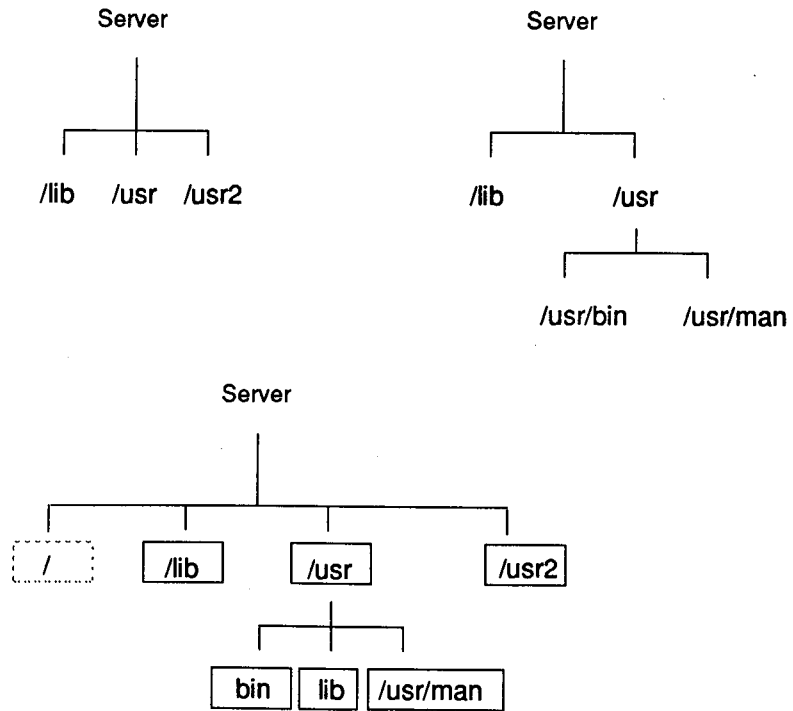 Server
/lib /usr /usr2
Server
/lib /usr
/usr/bin /usr/man
Server
/ /lib /usr /usr2
bin lib /usr/man